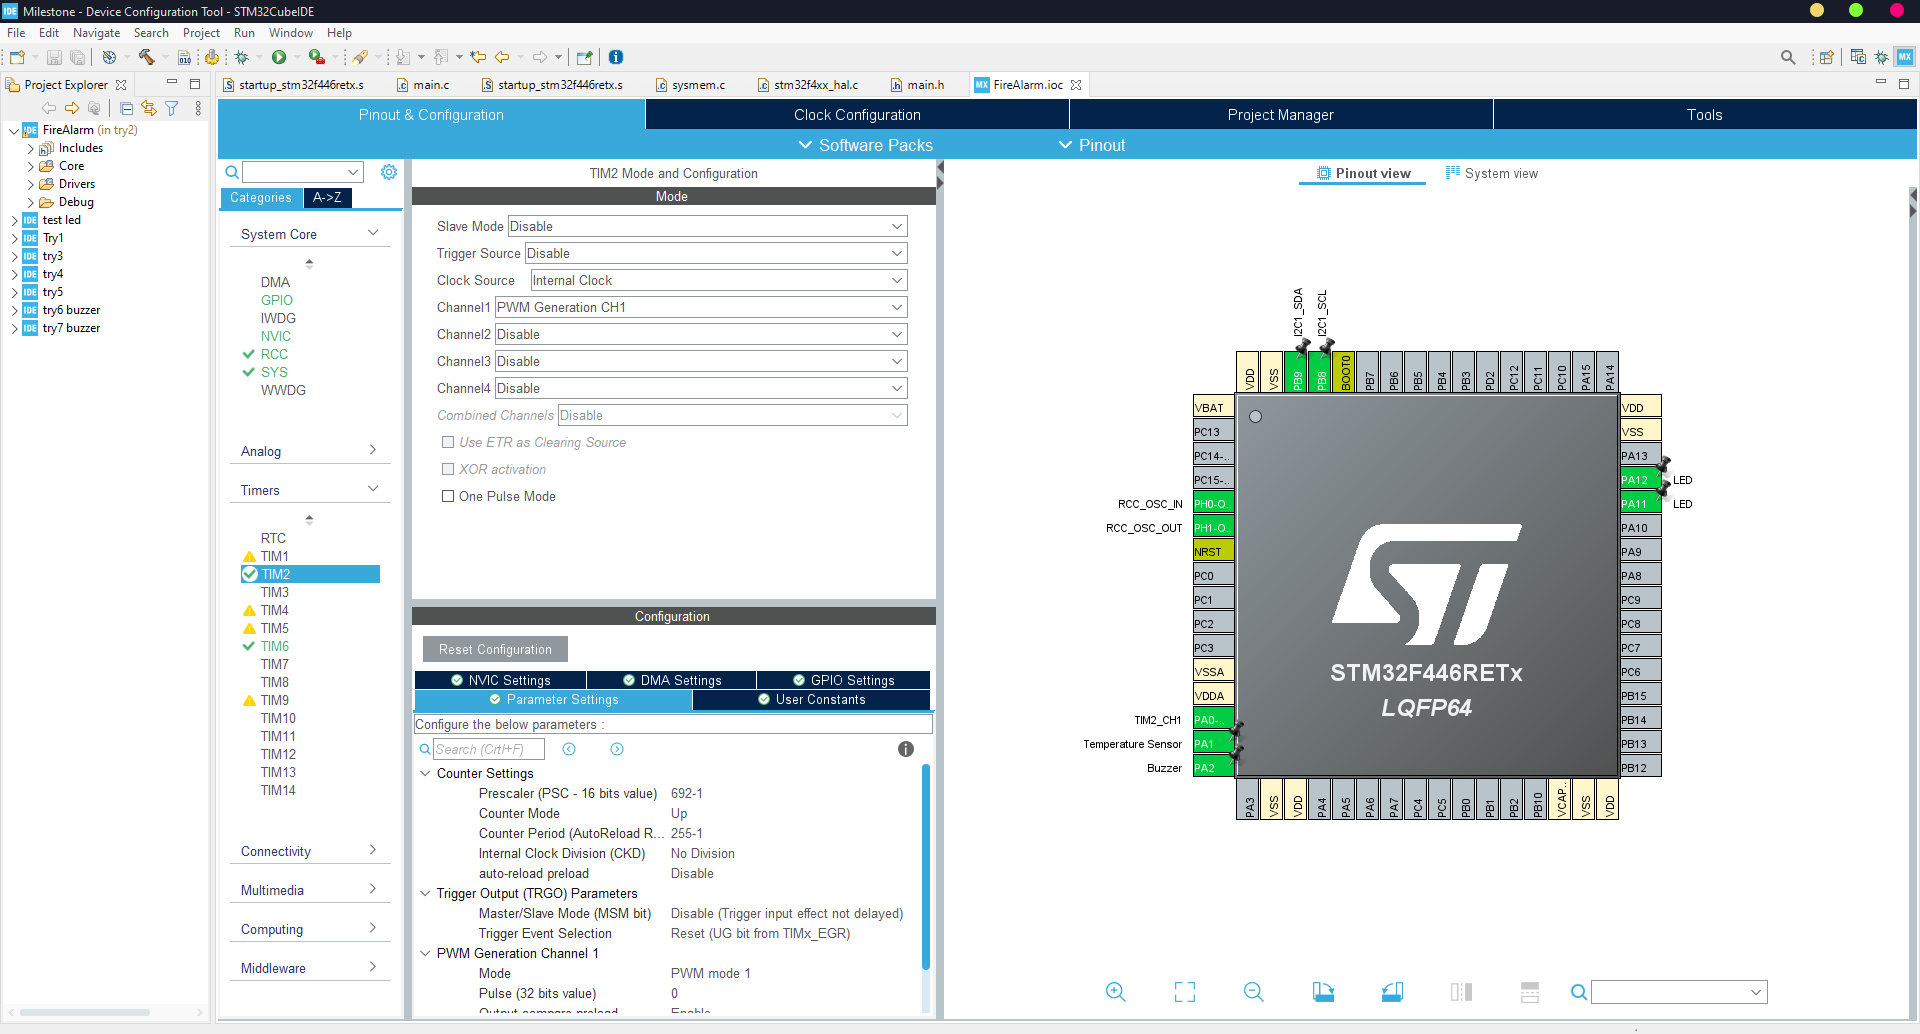 Milestone - Device Configuration Tool - STM32CubeIDE
File Edit Navigate Search Project Run Window Help
Project Explorer
startup_stm32f446retx.s main.c startup_stm32f446retx.s sysmem.c stm32f4xx_hal.c main.h FireAlarm.ioc
FireAlarm (in try2)
Includes
Core
Drivers
Debug
test led
Try1
try3
try4
try5
try6 buzzer
try7 buzzer
Pinout & Configuration Clock Configuration Project Manager Tools
Software Packs Pinout
Categories A->Z
System Core
DMA
GPIO
IWDG
NVIC
RCC
SYS
WWDG
Analog
Timers
RTC
TIM1
TIM2
TIM3
TIM4
TIM5
TIM6
TIM7
TIM8
TIM9
TIM10
TIM11
TIM12
TIM13
TIM14
Connectivity
Multimedia
Computing
Middleware
TIM2 Mode and Configuration
Mode
Slave Mode Disable
Trigger Source Disable
Clock Source Internal Clock
Channel1 PWM Generation CH1
Channel2 Disable
Channel3 Disable
Channel4 Disable
Combined Channels Disable
Use ETR as Clearing Source
XOR activation
One Pulse Mode
Configuration
Reset Configuration
NVIC Settings DMA Settings GPIO Settings
Parameter Settings User Constants
Configure the below parameters :
Search (Crtl+F)
Counter Settings
Prescaler (PSC - 16 bits value) 692-1
Counter Mode Up
Counter Period (AutoReload R... 255-1
Internal Clock Division (CKD) No Division
auto-reload preload Disable
Trigger Output (TRGO) Parameters
Master/Slave Mode (MSM bit) Disable (Trigger input effect not delayed)
Trigger Event Selection Reset (UG bit from TIMx_EGR)
PWM Generation Channel 1
Mode PWM mode 1
Pulse (32 bits value) 0
Output compare preload Enable
Pinout view System view
I2C1_SDA I2C1_SCL
VDD VSS PB9 PB8 BOOT0 PB7 PB6 PB5 PB4 PB3 PD2 PC12 PC11 PC10 PA15 PA14
VBAT
PC13
PC14-..
PC15-..
RCC_OSC_IN PH0-O..
RCC_OSC_OUT PH1-O..
NRST
PC0
PC1
PC2
PC3
VSSA
VDDA
TIM2_CH1 PA0-..
Temperature Sensor PA1
Buzzer PA2
STM32F446RETx
LQFP64
VDD
VSS
PA13
PA12 LED
PA11 LED
PA10
PA9
PA8
PC9
PC8
PC7
PC6
PB15
PB14
PB13
PB12
PA3 VSS VDD PA4 PA5 PA6 PA7 PC4 PC5 PB0 PB1 PB2 PB10 VCAP.. VSS VDD